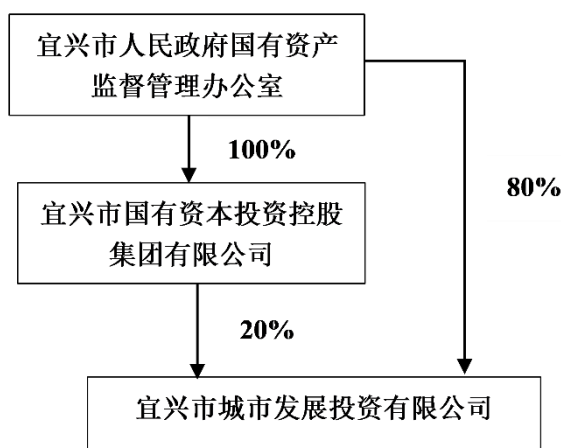 宜兴市人民政府国有资产
监督管理办公室
100%
80%
宜兴市国有资本投资控股
集团有限公司
20%
宜兴市城市发展投资有限公司